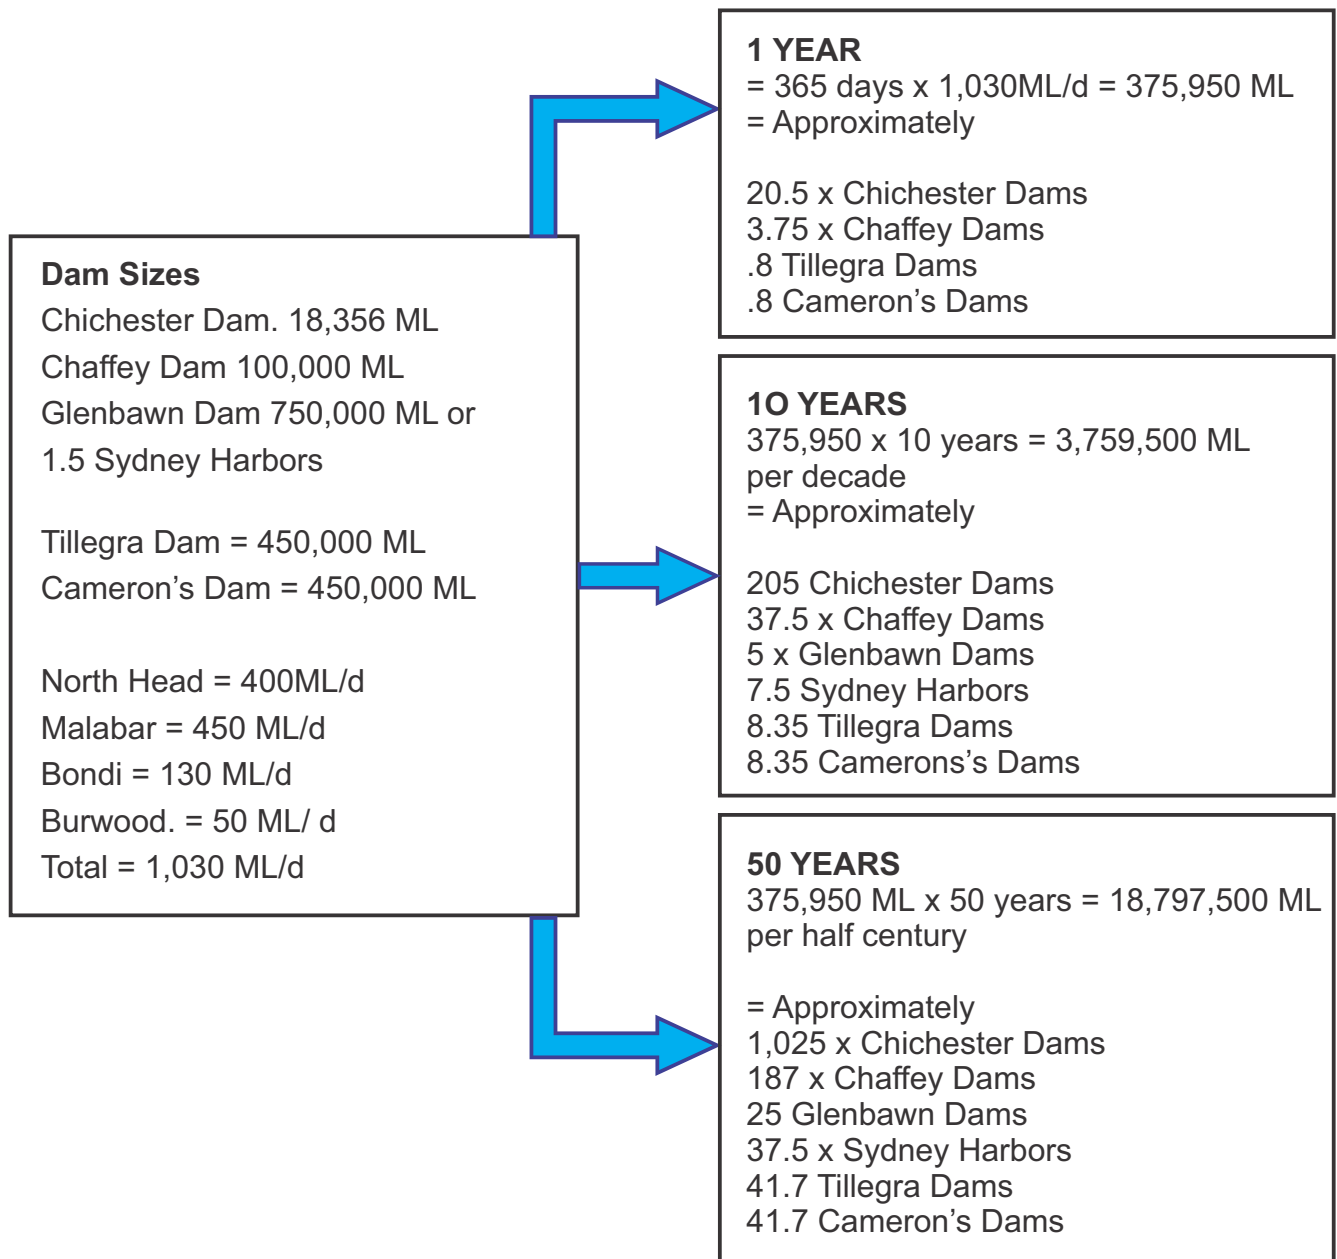 Dam Sizes
Chichester Dam. 18,356 ML
Chaffey Dam 100,000 ML
Glenbawn Dam 750,000 ML or
1.5 Sydney Harbors
Tillegra Dam = 450,000 ML
Cameron’s Dam = 450,000 ML
North Head = 400ML/d
Malabar = 450 ML/d
Bondi = 130 ML/d
Burwood. = 50 ML/ d
Total = 1,030 ML/d
1 YEAR
= 365 days x 1,030ML/d = 375,950 ML
= Approximately
20.5 x Chichester Dams
3.75 x Chaffey Dams
.8 Tillegra Dams
.8 Cameron’s Dams
1O YEARS
375,950 x 10 years = 3,759,500 ML
per decade
= Approximately
205 Chichester Dams
37.5 x Chaffey Dams
5 x Glenbawn Dams
7.5 Sydney Harbors
8.35 Tillegra Dams
8.35 Camerons’s Dams
50 YEARS
375,950 ML x 50 years = 18,797,500 ML
per half century
= Approximately
1,025 x Chichester Dams
187 x Chaffey Dams
25 Glenbawn Dams
37.5 x Sydney Harbors
41.7 Tillegra Dams
41.7 Cameron’s Dams